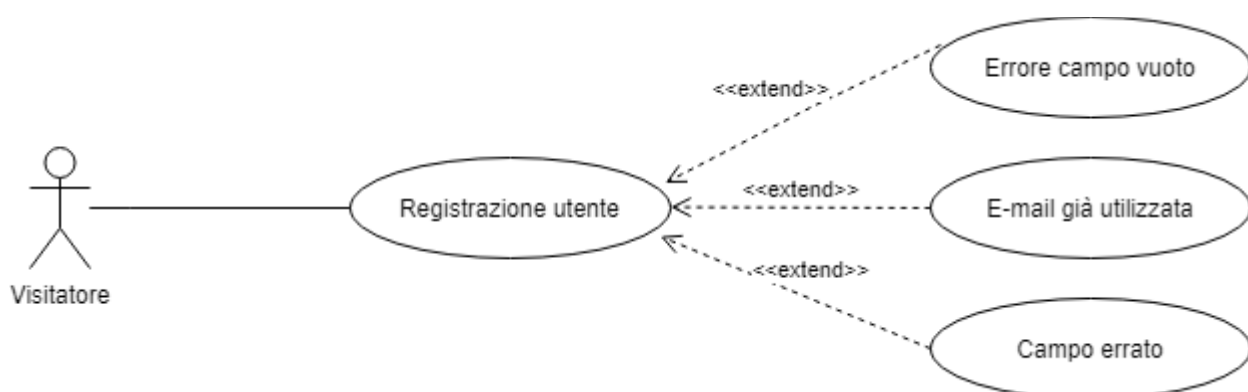 Errore campo vuoto
<<extend>>
Registrazione utente
<<extend>>
E-mail già utilizzata
<<extend>>
Visitatore
Campo errato